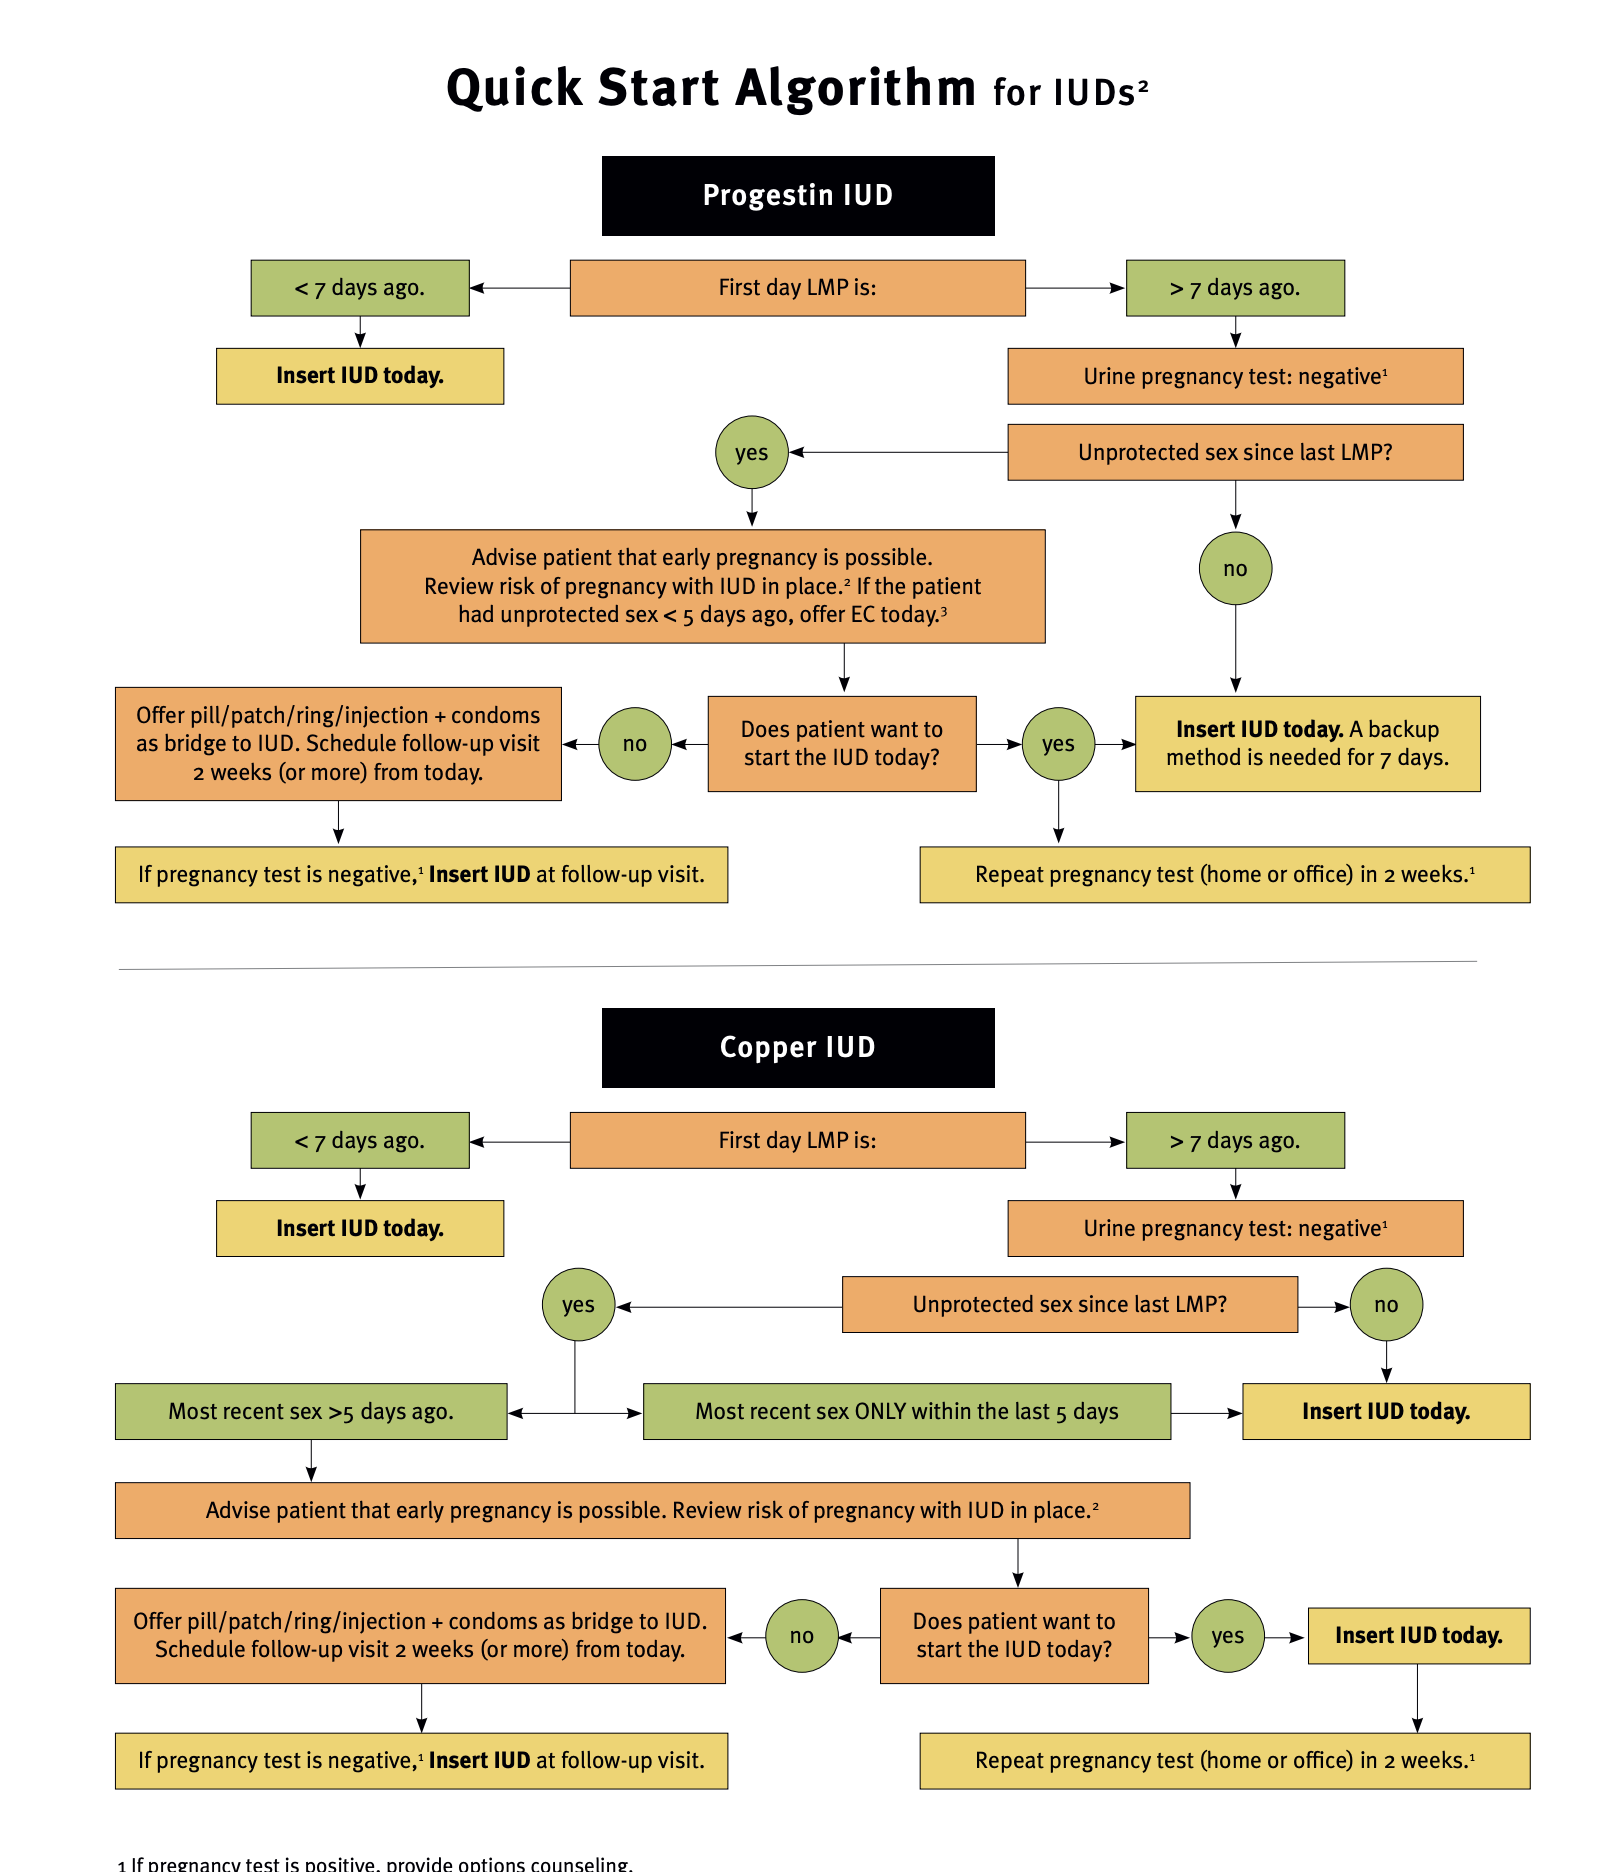 Quick Start Algorithm for IUDs²
Progestin IUD
< 7 days ago.
First day LMP is:
> 7 days ago.
Insert IUD today.
Urine pregnancy test: negative¹
yes
Unprotected sex since last LMP?
Advise patient that early pregnancy is possible.
Review risk of pregnancy with IUD in place.² If the patient
had unprotected sex < 5 days ago, offer EC today.³
no
Offer pill/patch/ring/injection + condoms
as bridge to IUD. Schedule follow-up visit
2 weeks (or more) from today.
no
Does patient want to
start the IUD today?
yes
Insert IUD today. A backup
method is needed for 7 days.
If pregnancy test is negative,¹ Insert IUD at follow-up visit.
Repeat pregnancy test (home or office) in 2 weeks.¹
Copper IUD
< 7 days ago.
First day LMP is:
> 7 days ago.
Insert IUD today.
Urine pregnancy test: negative¹
yes
Unprotected sex since last LMP?
no
Most recent sex >5 days ago.
Most recent sex ONLY within the last 5 days
Insert IUD today.
Advise patient that early pregnancy is possible. Review risk of pregnancy with IUD in place.²
Offer pill/patch/ring/injection + condoms as bridge to IUD.
Schedule follow-up visit 2 weeks (or more) from today.
no
Does patient want to
start the IUD today?
yes
Insert IUD today.
If pregnancy test is negative,¹ Insert IUD at follow-up visit.
Repeat pregnancy test (home or office) in 2 weeks.¹
1 If pregnancy test is positive, provide options counseling.